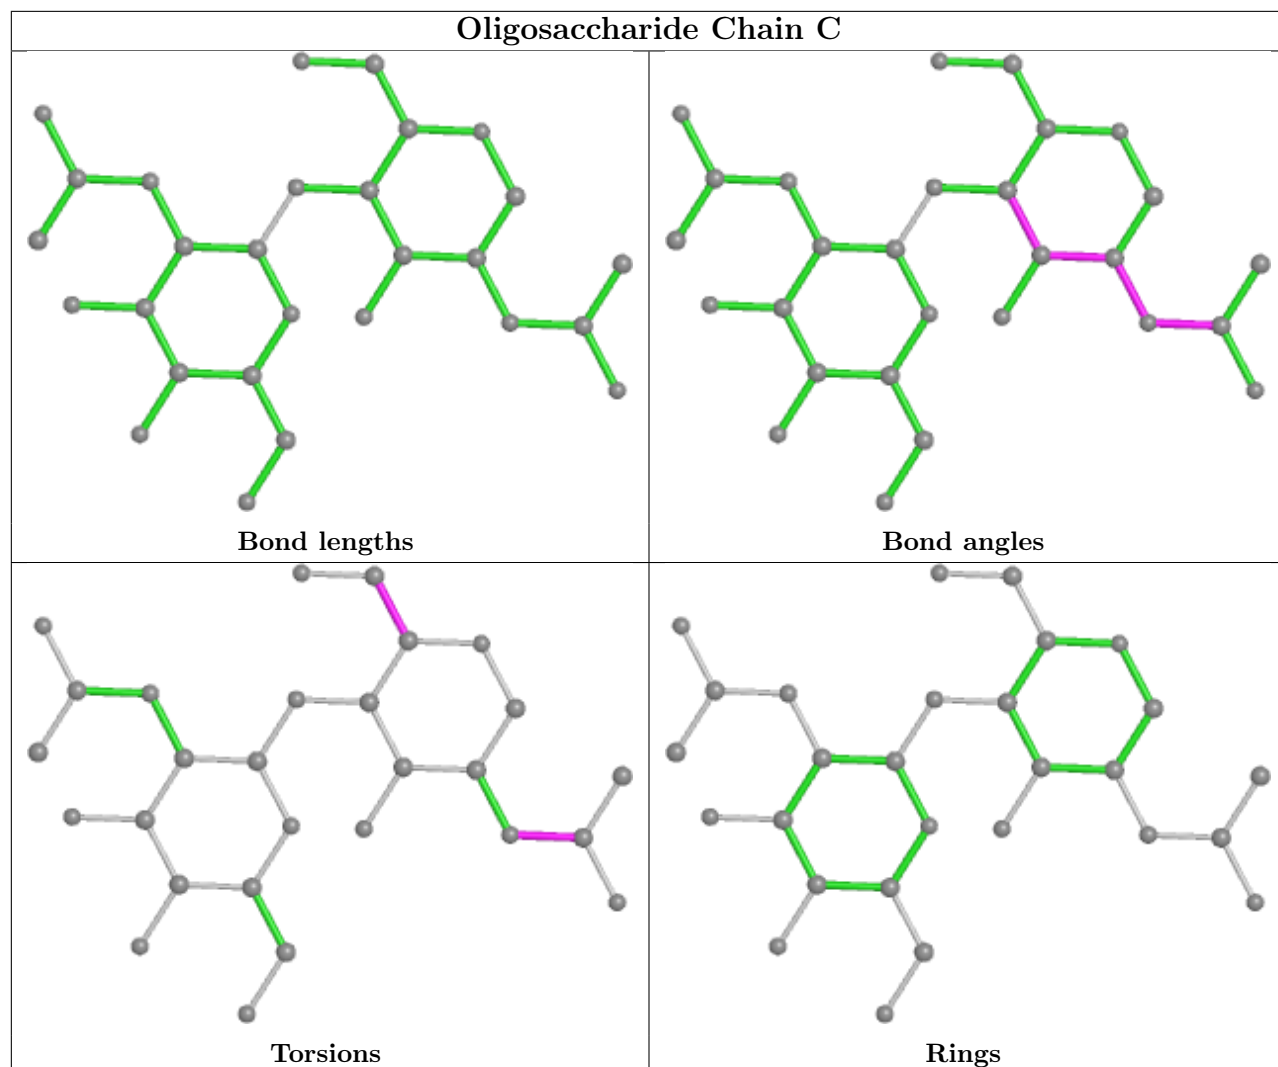 Oligosaccharide Chain C
Bond lengths
Bond angles
Torsions
Rings